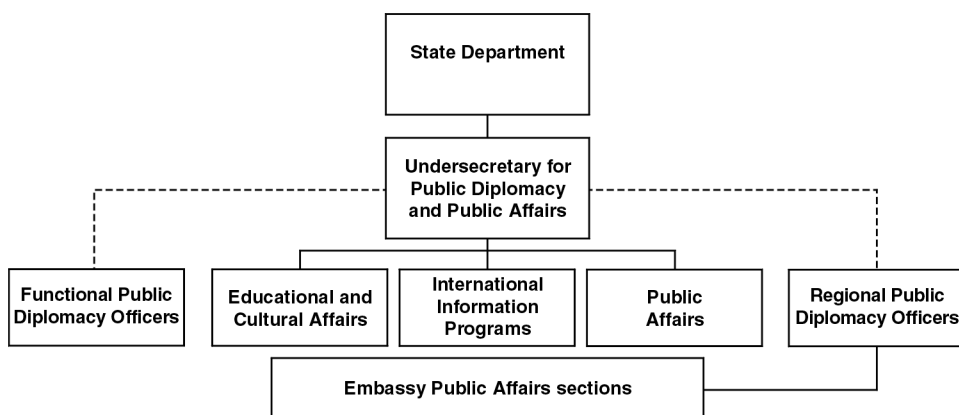 State Department
Undersecretary for
Public Diplomacy
and Public Affairs
Functional Public
Diplomacy Officers
Educational and
Cultural Affairs
International
Information
Programs
Public
Affairs
Regional Public
Diplomacy Officers
Embassy Public Affairs sections